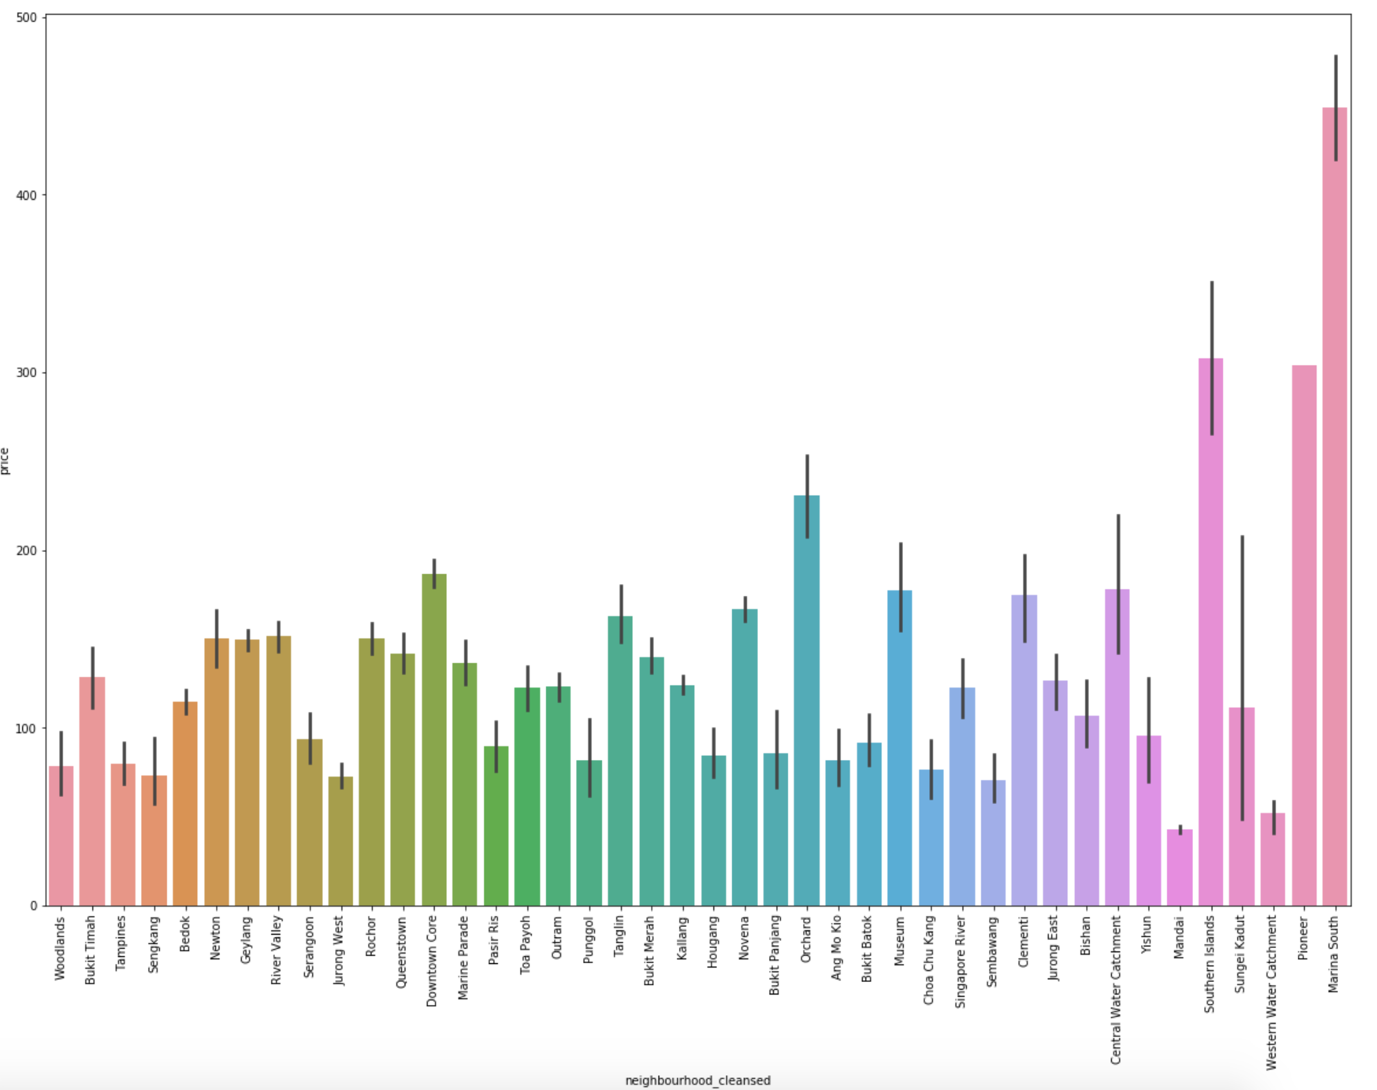 500
400
300
200
100
0
price
Woodlands
Bukit Timah
Tampines
Sengkang
Bedok
Newton
Geylang
River Valley
Serangoon
Jurong West
Rochor
Queenstown
Downtown Core
Marine Parade
Pasir Ris
Toa Payoh
Outram
Punggol
Tanglin
Bukit Merah
Kallang
Hougang
Novena
Bukit Panjang
Orchard
Ang Mo Kio
Bukit Batok
Museum
Choa Chu Kang
Singapore River
Sembawang
Clementi
Jurong East
Bishan
Central Water Catchment
Yishun
Mandai
Southern Islands
Sungei Kadut
Western Water Catchment
Pioneer
Marina South
neighbourhood_cleansed